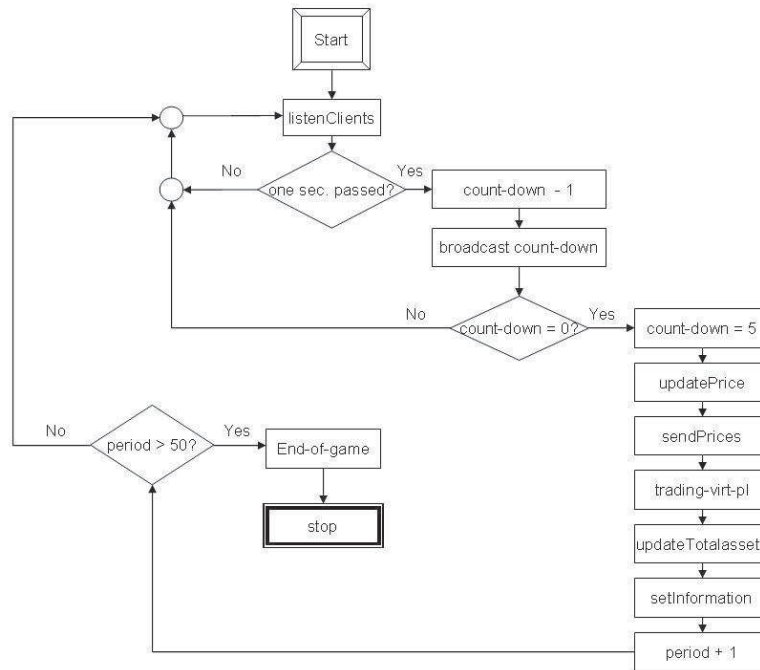 Start
listenClients
No
one sec. passed?
Yes
count-down - 1
broadcast count-down
No
count-down = 0?
Yes
count-down = 5
updatePrice
sendPrices
trading-virt-pl
updateTotalasset
setInformation
period + 1
No
period > 50?
Yes
End-of-game
stop